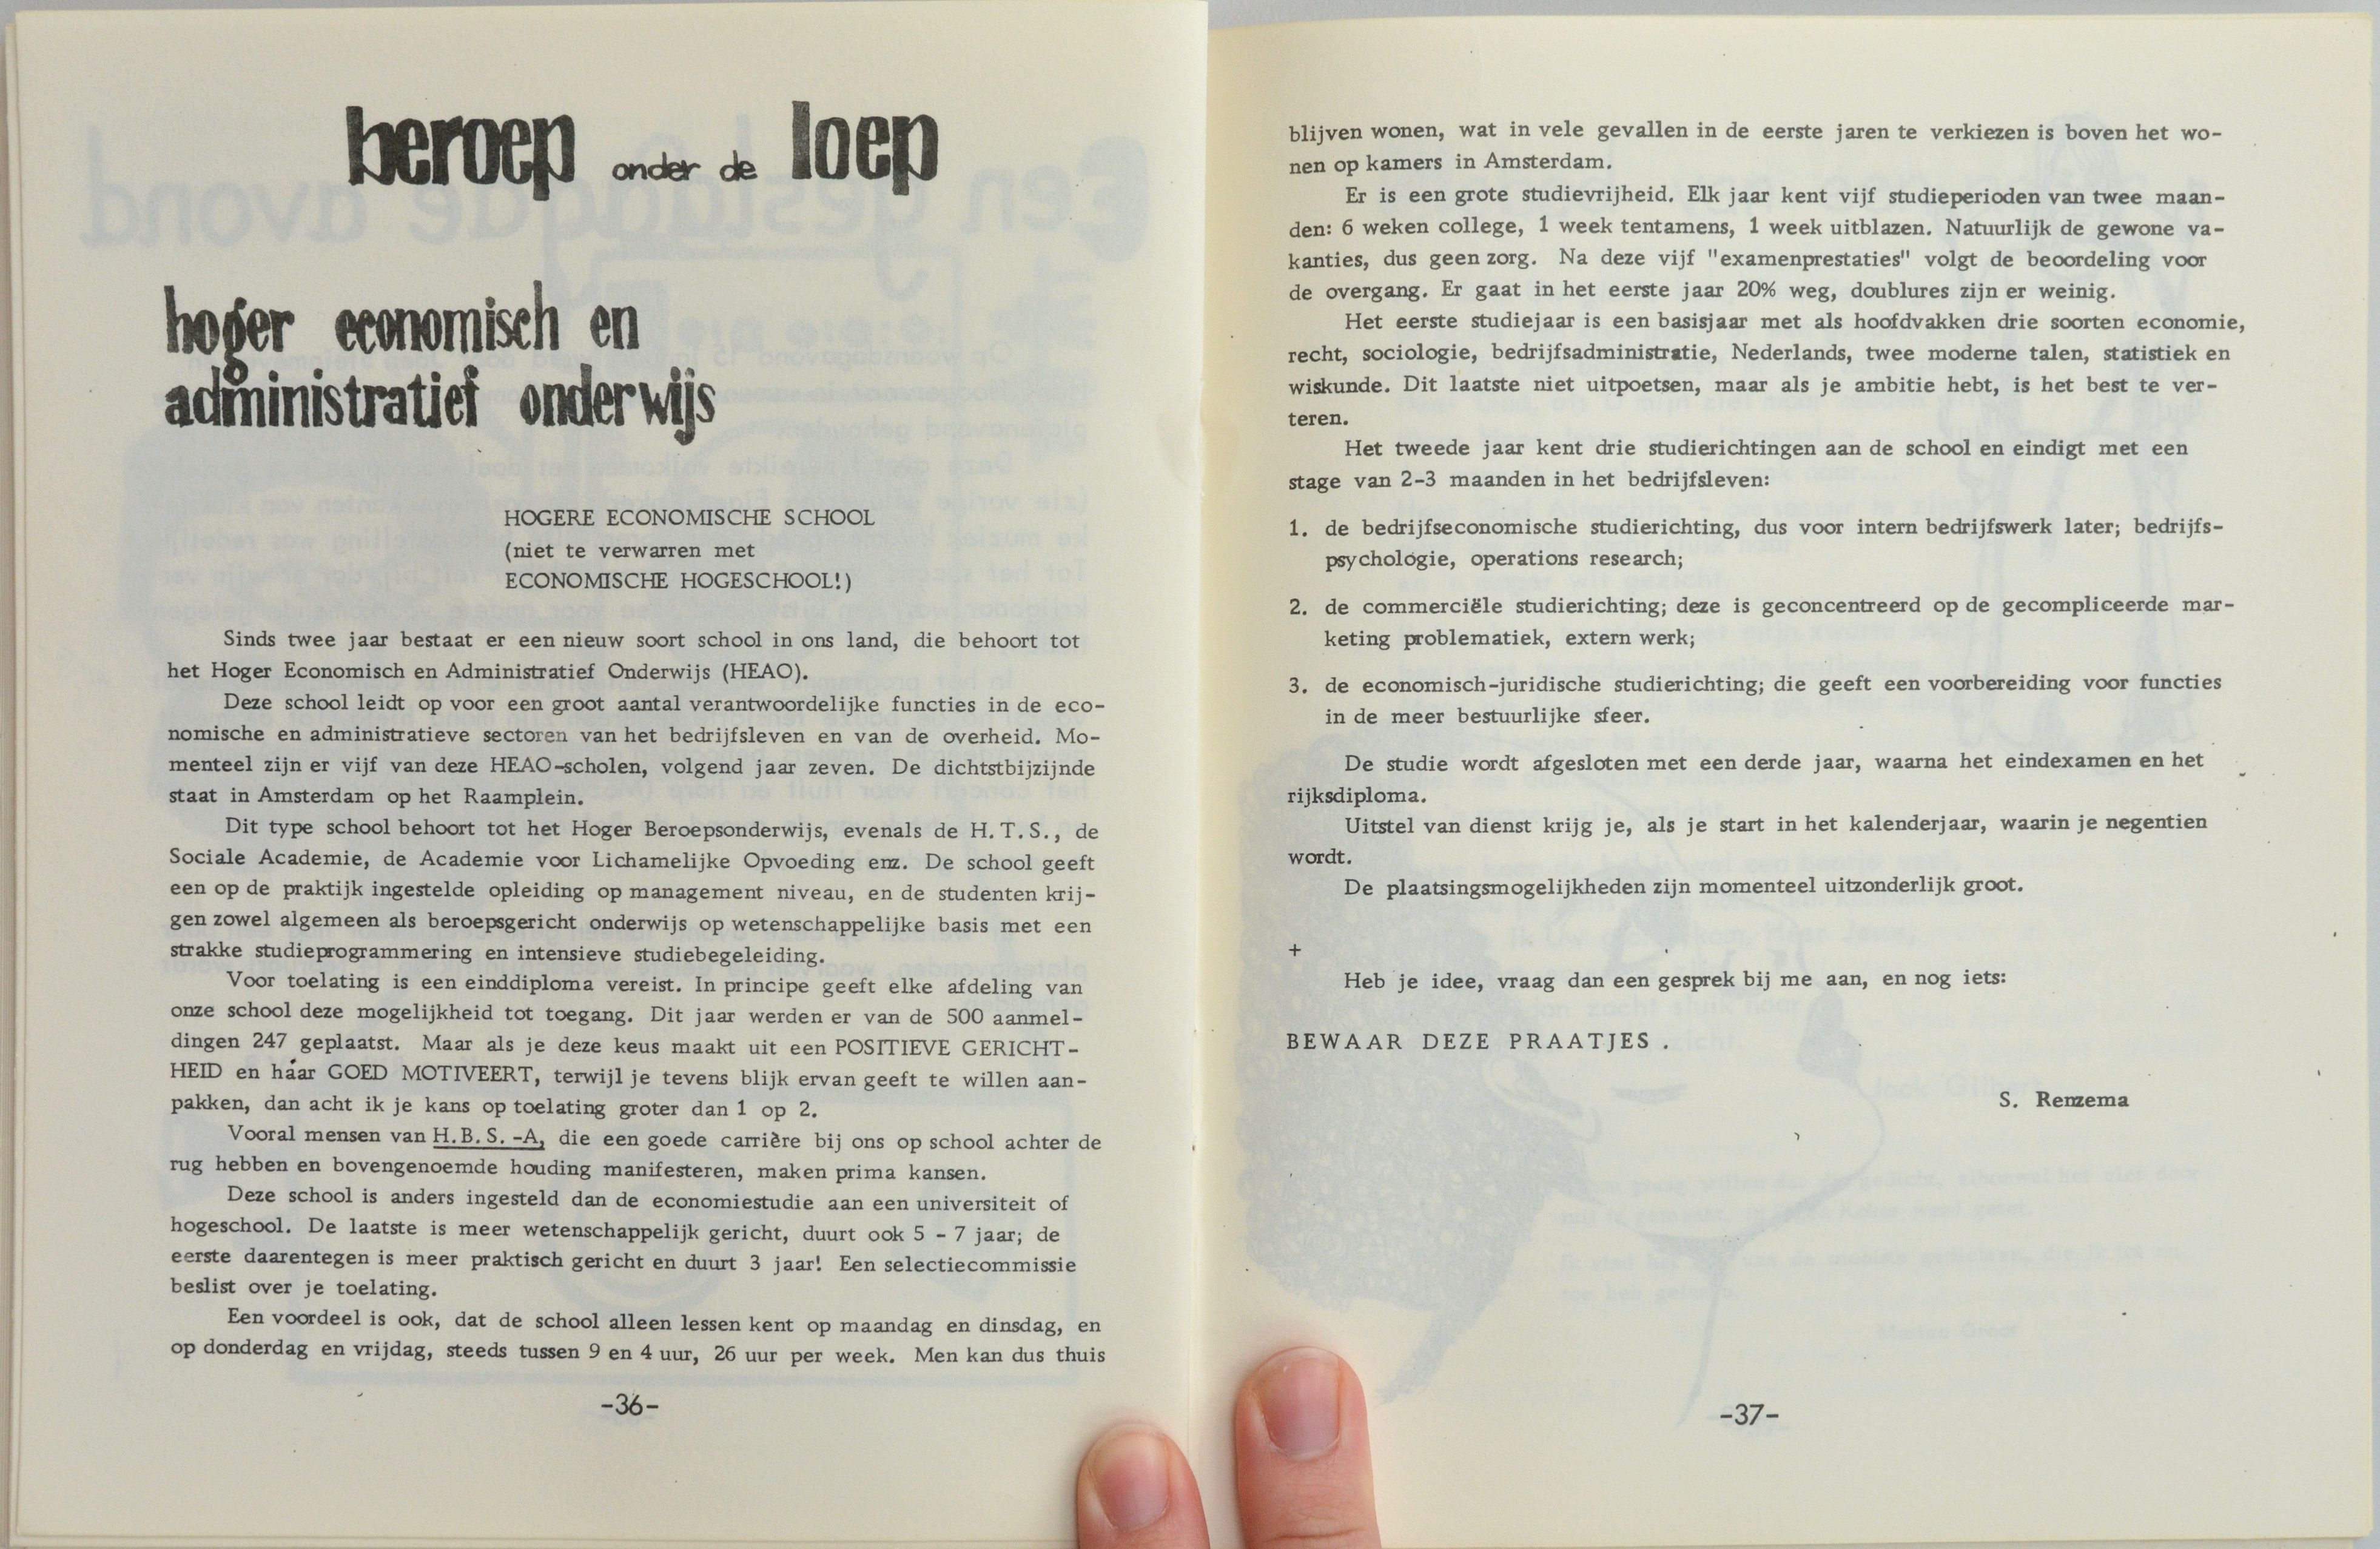 beroep onder de loep
hoger economisch en
administratief onderwijs
HOGERE ECONOMISCHE SCHOOL
(niet te verwarren met
ECONOMISCHE HOGESCHOOL!)
Sinds twee jaar bestaat er een nieuw soort school in ons land, die behoort tot
het Hoger Economisch en Administratief Onderwijs (HEAO).
Deze school leidt op voor een groot aantal verantwoordelijke functies in de eco-
nomische en administratieve sectoren van het bedrijfsleven en van de overheid. Mo-
menteel zijn er vijf van deze HEAO-scholen, volgend jaar zeven. De dichtstbijzijnde
staat in Amsterdam op het Raamplein.
Dit type school behoort tot het Hoger Beroepsonderwijs, evenals de H.T.S., de
Sociale Academie, de Academie voor Lichamelijke Opvoeding enz. De school geeft
een op de praktijk ingestelde opleiding op management niveau, en de studenten krij-
gen zowel algemeen als beroepsgericht onderwijs op wetenschappelijke basis met een
strakke studieprogrammering en intensieve studiebegeleiding.
Voor toelating is een einddiploma vereist. In principe geeft elke afdeling van
onze school deze mogelijkheid tot toegang. Dit jaar werden er van de 500 aanmel-
dingen 247 geplaatst. Maar als je deze keus maakt uit een POSITIEVE GERICHT-
HEID en háar GOED MOTIVEERT, terwijl je tevens blijk ervan geeft te willen aan-
pakken, dan acht ik je kans op toelating groter dan 1 op 2.
Vooral mensen van H.B.S.-A, die een goede carrière bij ons op school achter de
rug hebben en bovengenoemde houding manifesteren, maken prima kansen.
Deze school is anders ingesteld dan de economiestudie aan een universiteit of
hogeschool. De laatste is meer wetenschappelijk gericht, duurt ook 5 - 7 jaar; de
eerste daarentegen is meer praktisch gericht en duurt 3 jaar! Een selectiecommissie
beslist over je toelating.
Een voordeel is ook, dat de school alleen lessen kent op maandag en dinsdag, en
op donderdag en vrijdag, steeds tussen 9 en 4 uur, 26 uur per week. Men kan dus thuis
-36-
blijven wonen, wat in vele gevallen in de eerste jaren te verkiezen is boven het wo-
nen op kamers in Amsterdam.
Er is een grote studievrijheid. Elk jaar kent vijf studieperioden van twee maan-
den: 6 weken college, 1 week tentamens, 1 week uitblazen. Natuurlijk de gewone va-
kanties, dus geen zorg. Na deze vijf "examenprestaties" volgt de beoordeling voor
de overgang. Er gaat in het eerste jaar 20% weg, doublures zijn er weinig.
Het eerste studiejaar is een basisjaar met als hoofdvakken drie soorten economie,
recht, sociologie, bedrijfsadministratie, Nederlands, twee moderne talen, statistiek en
wiskunde. Dit laatste niet uitpoetsen, maar als je ambitie hebt, is het best te ver-
teren.
Het tweede jaar kent drie studierichtingen aan de school en eindigt met een
stage van 2-3 maanden in het bedrijfsleven:
1. de bedrijfseconomische studierichting, dus voor intern bedrijfswerk later; bedrijfs-
psychologie, operations research;
2. de commerciële studierichting; deze is geconcentreerd op de gecompliceerde mar-
keting problematiek, extern werk;
3. de economisch-juridische studierichting; die geeft een voorbereiding voor functies
in de meer bestuurlijke sfeer.
De studie wordt afgesloten met een derde jaar, waarna het eindexamen en het
rijksdiploma.
Uitstel van dienst krijg je, als je start in het kalenderjaar, waarin je negentien
wordt.
De plaatsingsmogelijkheden zijn momenteel uitzonderlijk groot.
+
Heb je idee, vraag dan een gesprek bij me aan, en nog iets:
BEWAAR DEZE PRAATJES.
S. Renzema
-37-